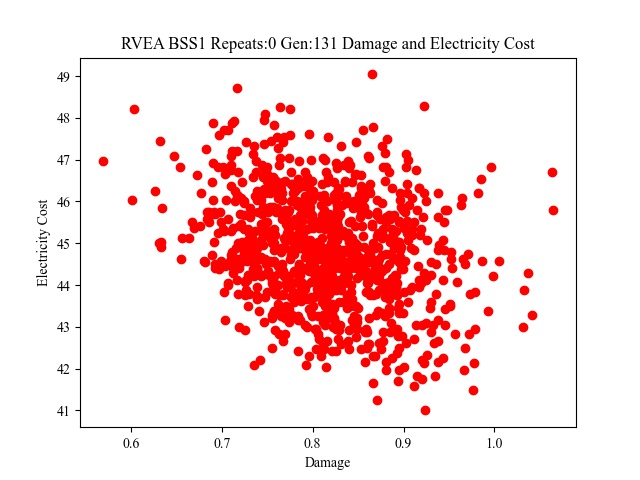 RVEA BSS1 Repeats:0 Gen:131 Damage and Electricity Cost
49
48
47
46
45
44
43
42
41
Electricity Cost
0.6 0.7 0.8 0.9 1.0
Damage